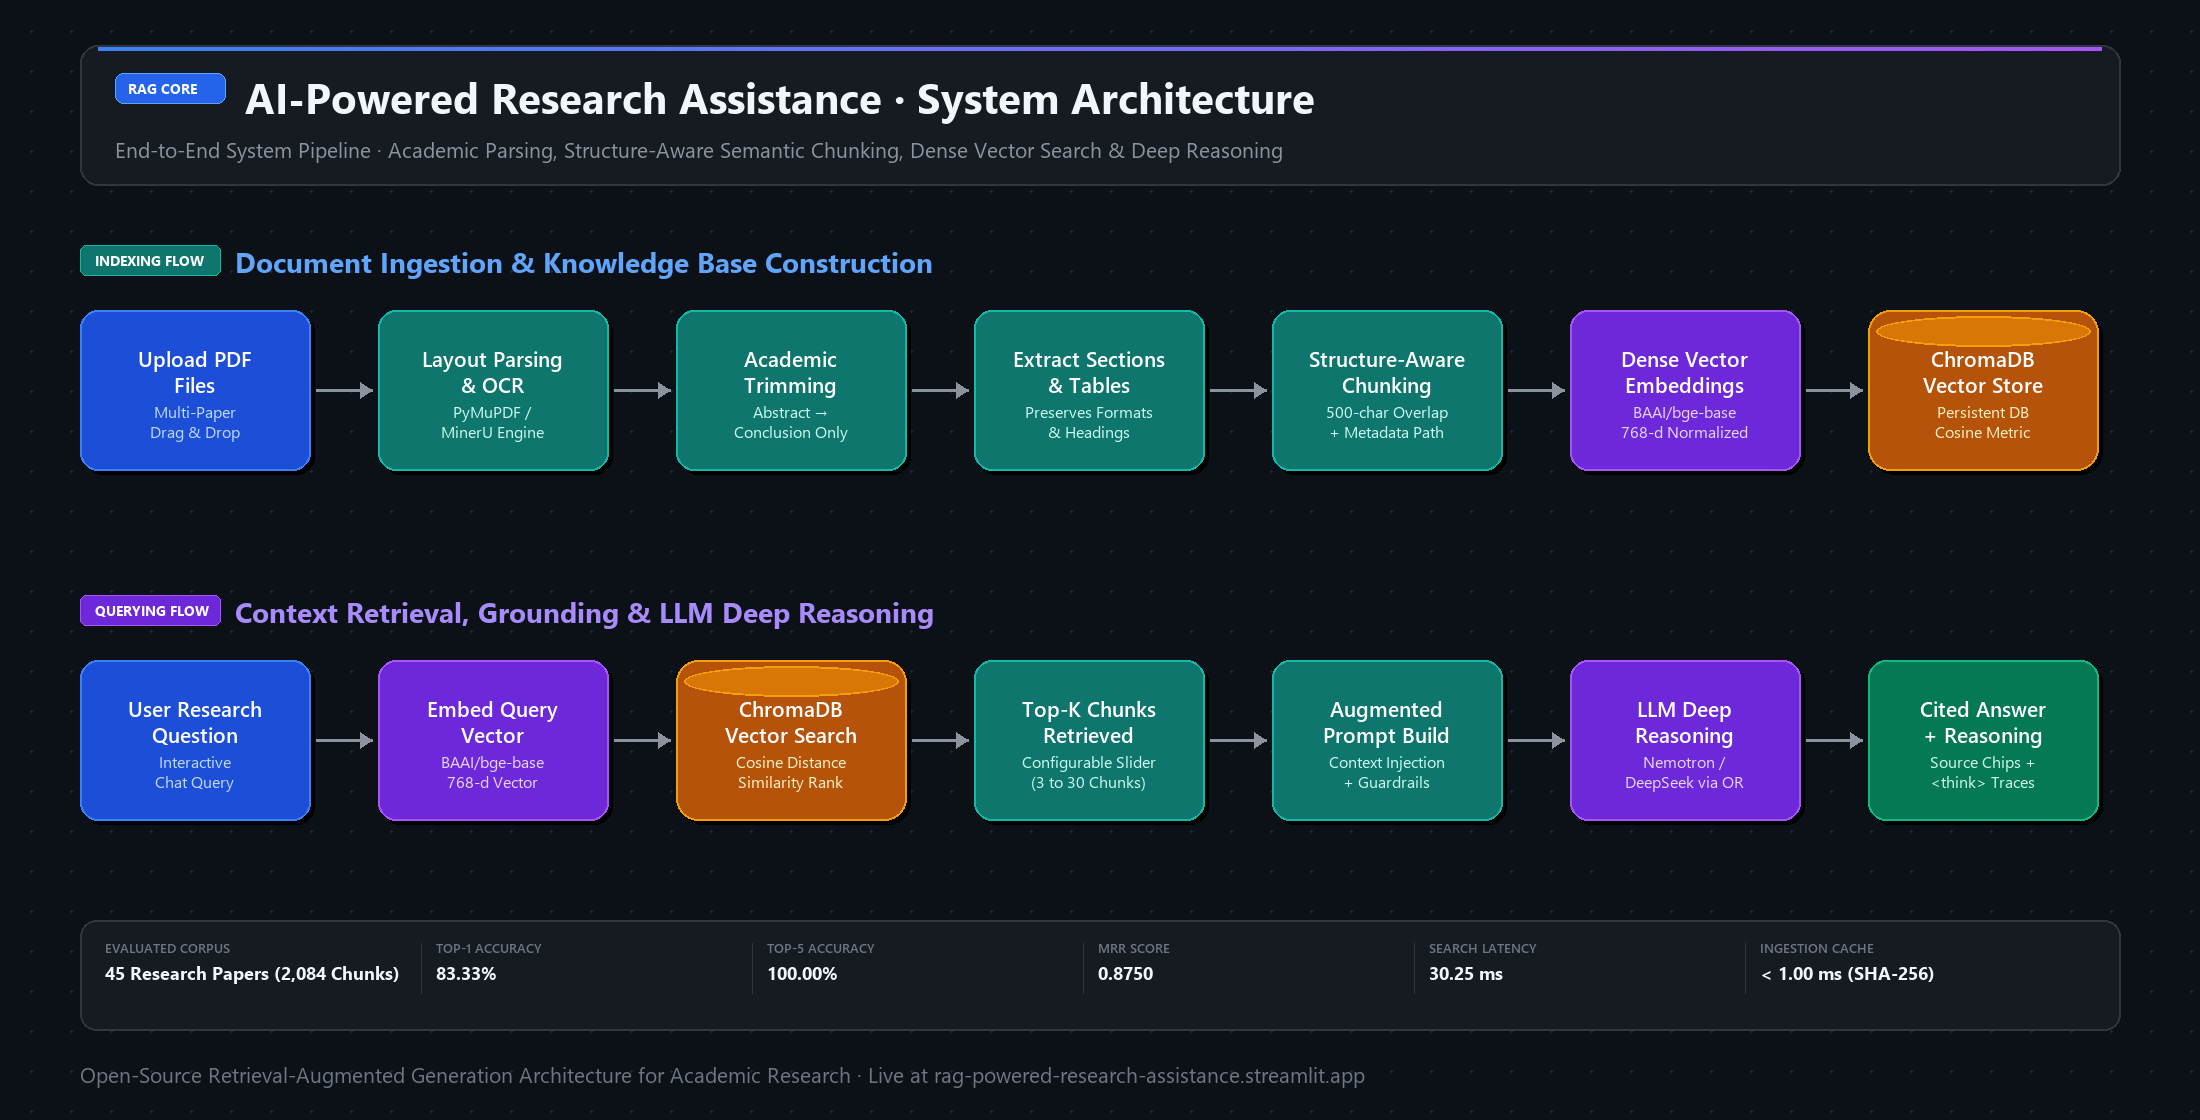 RAG CORE
AI-Powered Research Assistance · System Architecture
End-to-End System Pipeline · Academic Parsing, Structure-Aware Semantic Chunking, Dense Vector Search & Deep Reasoning
INDEXING FLOW
Document Ingestion & Knowledge Base Construction
Upload PDF
Files
Multi-Paper
Drag & Drop
Layout Parsing
& OCR
PyMuPDF /
MinerU Engine
Academic
Trimming
Abstract →
Conclusion Only
Extract Sections
& Tables
Preserves Formats
& Headings
Structure-Aware
Chunking
500-char Overlap
+ Metadata Path
Dense Vector
Embeddings
BAAI/bge-base
768-d Normalized
ChromaDB
Vector Store
Persistent DB
Cosine Metric
QUERYING FLOW
Context Retrieval, Grounding & LLM Deep Reasoning
User Research
Question
Interactive
Chat Query
Embed Query
Vector
BAAI/bge-base
768-d Vector
ChromaDB
Vector Search
Cosine Distance
Similarity Rank
Top-K Chunks
Retrieved
Configurable Slider
(3 to 30 Chunks)
Augmented
Prompt Build
Context Injection
+ Guardrails
LLM Deep
Reasoning
Nemotron /
DeepSeek via OR
Cited Answer
+ Reasoning
Source Chips +
<think> Traces
EVALUATED CORPUS
45 Research Papers (2,084 Chunks)
TOP-1 ACCURACY
83.33%
TOP-5 ACCURACY
100.00%
MRR SCORE
0.8750
SEARCH LATENCY
30.25 ms
INGESTION CACHE
< 1.00 ms (SHA-256)
Open-Source Retrieval-Augmented Generation Architecture for Academic Research · Live at rag-powered-research-assistance.streamlit.app